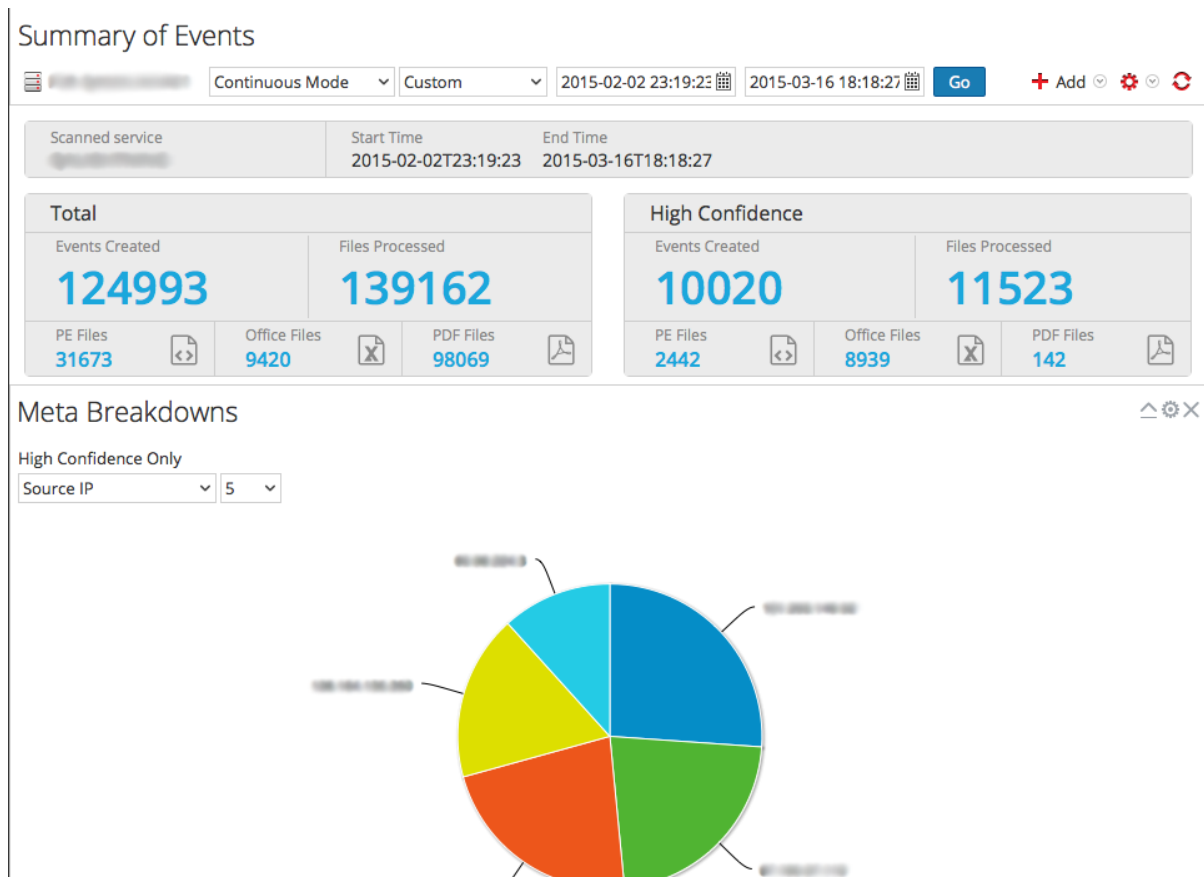 Summary of Events
Continuous Mode Custom 2015-02-02 23:19:23 2015-03-16 18:18:27 Go Add
Scanned service Start Time End Time
2015-02-02T23:19:23 2015-03-16T18:18:27
Total
Events Created Files Processed
124993 139162
PE Files Office Files PDF Files
31673 9420 98069
High Confidence
Events Created Files Processed
10020 11523
PE Files Office Files PDF Files
2442 8939 142
Meta Breakdowns
High Confidence Only
Source IP 5